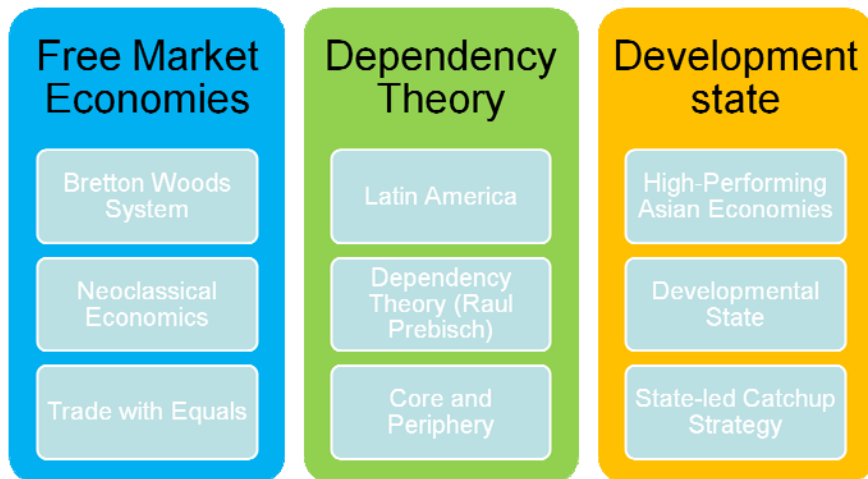 Free Market
Economies
Bretton Woods
System
Neoclassical
Economics
Trade with Equals
Dependency
Theory
Latin America
Dependency
Theory (Raul
Prebisch)
Core and
Periphery
Development
state
High-Performing
Asian Economies
Developmental
State
State-led Catchup
Strategy